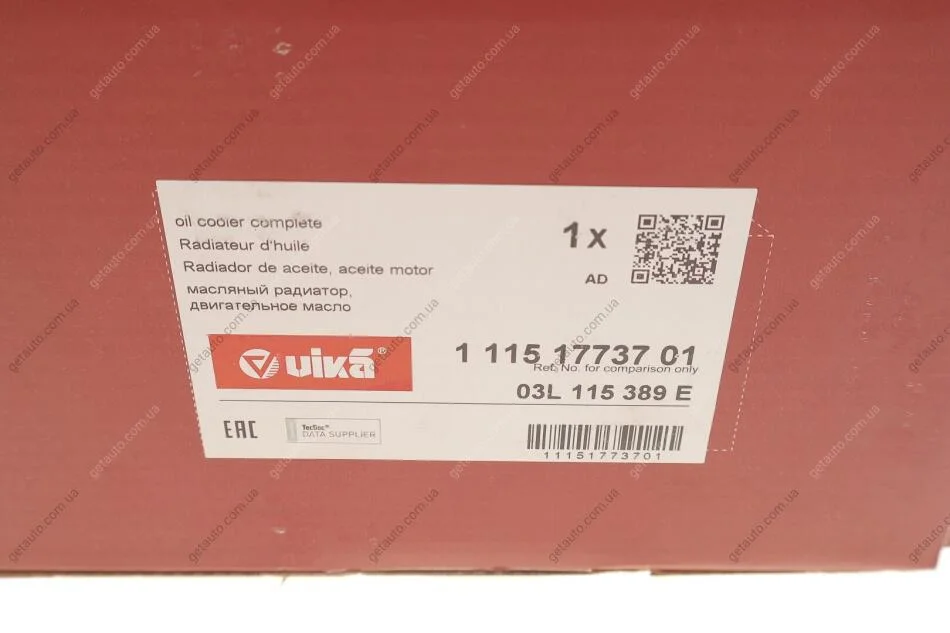 oil cooler complete
Radiateur d'huile
Radiador de aceite, aceite motor
масляный радиатор,
двигательное масло
1 x
AD
vika®
1 115 17737 01
Ref. No. for comparison only
03L 115 389 E
EAC
TecDoc®
DATA SUPPLIER
11151773701
getauto.com.ua